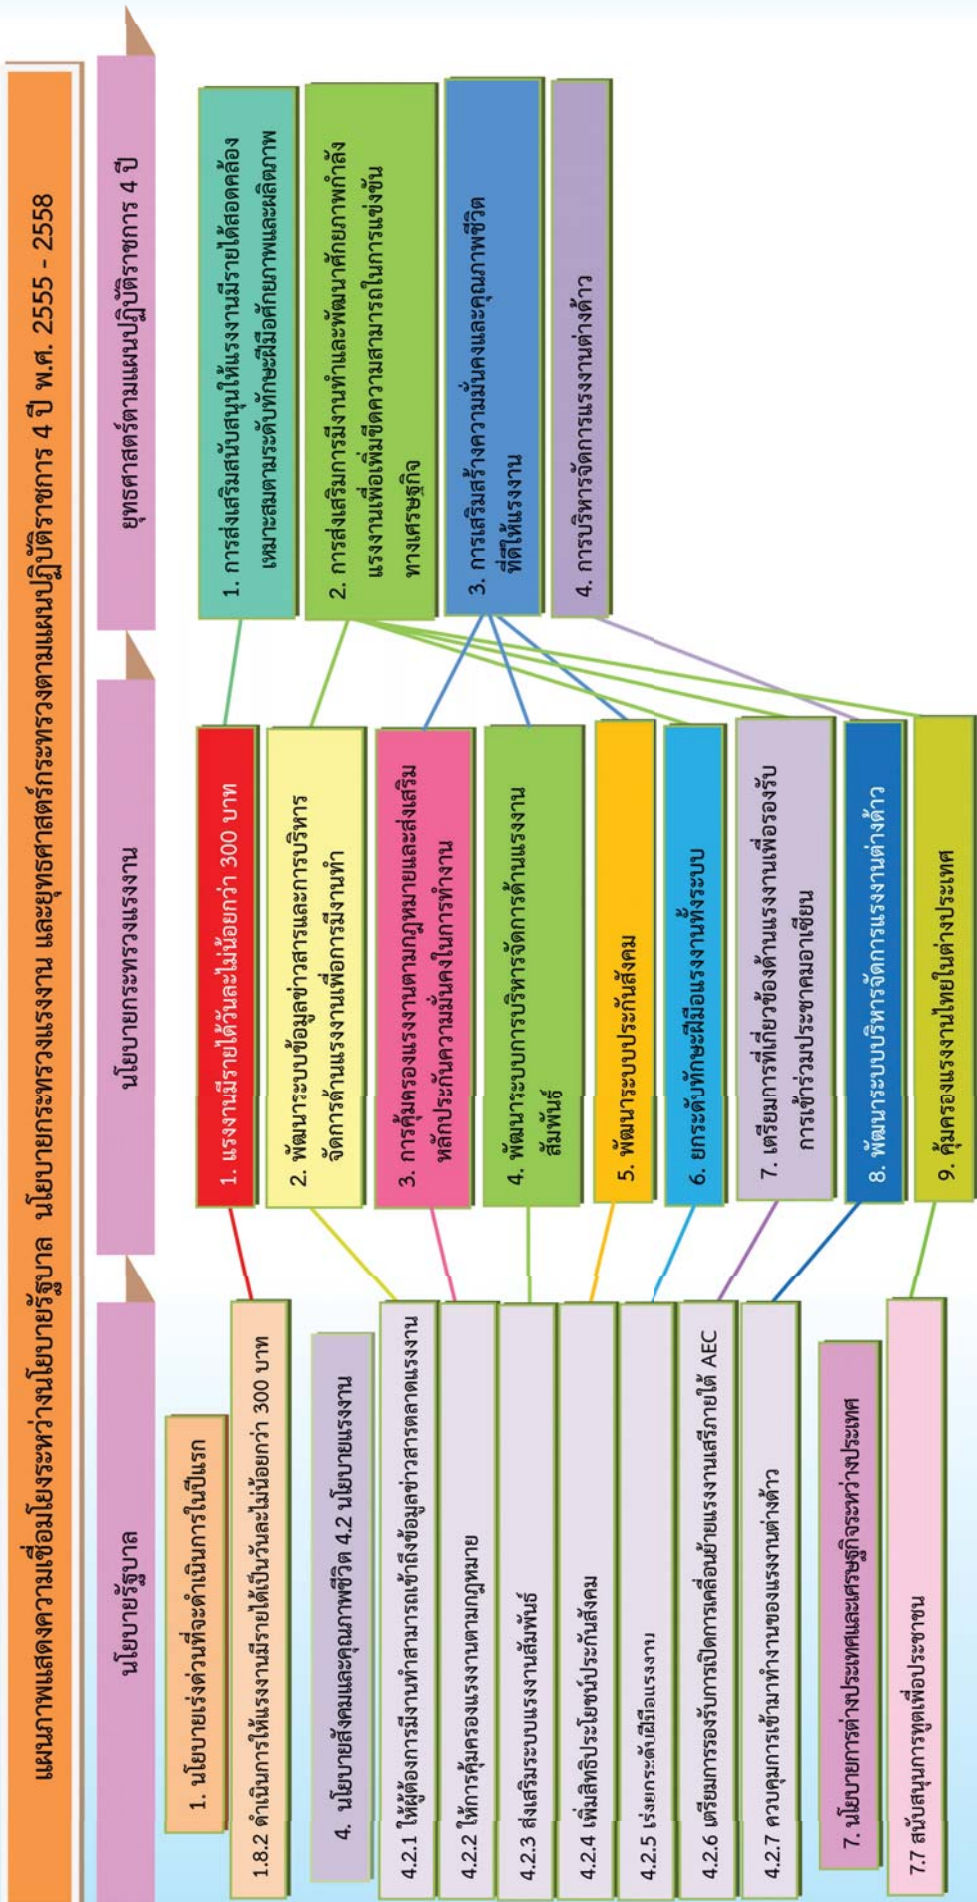 แผนภาพแสดงความเชื่อมโยงระหว่างนโยบายรัฐบาล นโยบายกระทรวงแรงงาน และยุทธศาสตร์กระทรวงตามแผนปฏิบัติราชการ 4 ปี พ.ศ. 2555 - 2558
นโยบายรัฐบาล
1. นโยบายเร่งด่วนที่จะดำเนินการในปีแรก
1.8.2 ดำเนินการให้แรงงานมีรายได้เป็นวันละไม่น้อยกว่า 300 บาท
4. นโยบายสังคมและคุณภาพชีวิต 4.2 นโยบายแรงงาน
4.2.1 ให้ผู้ต้องการมีงานทำสามารถเข้าถึงข้อมูลข่าวสารตลาดแรงงาน
4.2.2 ให้การคุ้มครองแรงงานตามกฎหมาย
4.2.3 ส่งเสริมระบบแรงงานสัมพันธ์
4.2.4 เพิ่มสิทธิประโยชน์ประกันสังคม
4.2.5 เร่งยกระดับฝีมือแรงงาน
4.2.6 เตรียมการรองรับการเปิดการเคลื่อนย้ายแรงงานเสรีภายใต้ AEC
4.2.7 ควบคุมการเข้ามาทำงานของแรงงานต่างด้าว
7. นโยบายการต่างประเทศและเศรษฐกิจระหว่างประเทศ
7.7 สนับสนุนการทูตเพื่อประชาชน
นโยบายกระทรวงแรงงาน
1. แรงงานมีรายได้วันละไม่น้อยกว่า 300 บาท
2. พัฒนาระบบข้อมูลข่าวสารและการบริหาร
จัดการด้านแรงงานเพื่อการมีงานทำ
3. การคุ้มครองแรงงานตามกฎหมายและส่งเสริม
หลักประกันความมั่นคงในการทำงาน
4. พัฒนาระบบการบริหารจัดการด้านแรงงาน
สัมพันธ์
5. พัฒนาระบบประกันสังคม
6. ยกระดับทักษะฝีมือแรงงานทั้งระบบ
7. เตรียมการที่เกี่ยวข้องด้านแรงงานเพื่อรองรับ
การเข้าร่วมประชาคมอาเซียน
8. พัฒนาระบบบริหารจัดการแรงงานต่างด้าว
9. คุ้มครองแรงงานไทยในต่างประเทศ
ยุทธศาสตร์ตามแผนปฏิบัติราชการ 4 ปี
1. การส่งเสริมสนับสนุนให้แรงงานมีรายได้สอดคล้อง
เหมาะสมตามระดับทักษะฝีมือศักยภาพและผลิตภาพ
2. การส่งเสริมการมีงานทำและพัฒนาศักยภาพกำลัง
แรงงานเพื่อเพิ่มขีดความสามารถในการแข่งขัน
ทางเศรษฐกิจ
3. การเสริมสร้างความมั่นคงและคุณภาพชีวิต
ที่ดีให้แรงงาน
4. การบริหารจัดการแรงงานต่างด้าว